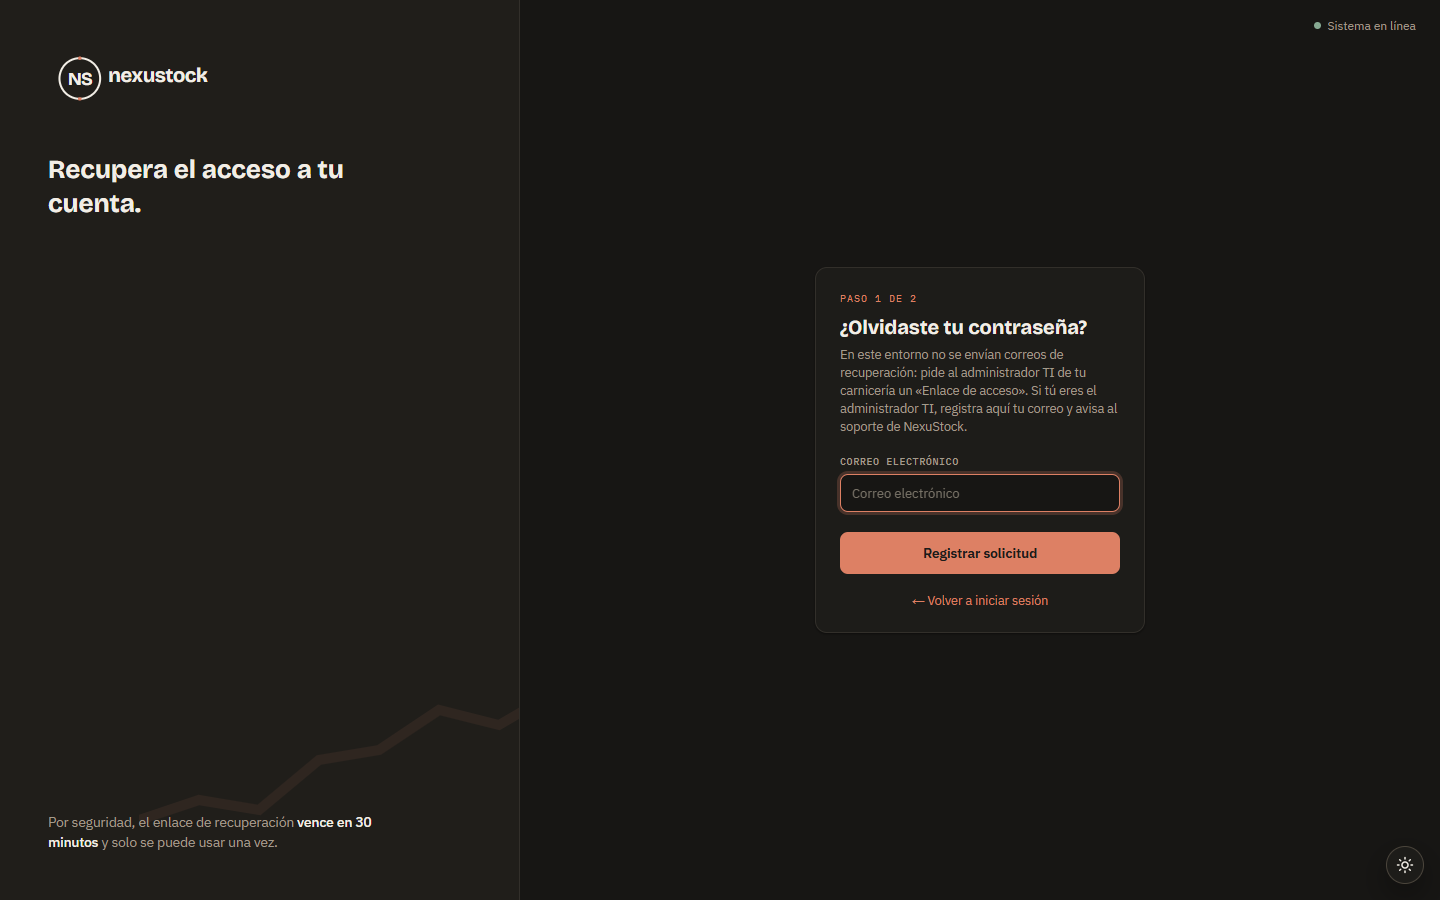 Sistema en línea
NS nexustock
Recupera el acceso a tu
cuenta.
PASO 1 DE 2
¿Olvidaste tu contraseña?
En este entorno no se envían correos de
recuperación: pide al administrador TI de tu
carnicería un «Enlace de acceso». Si tú eres el
administrador TI, registra aquí tu correo y avisa al
soporte de NexuStock.
CORREO ELECTRÓNICO
Correo electrónico
Registrar solicitud
← Volver a iniciar sesión
Por seguridad, el enlace de recuperación vence en 30
minutos y solo se puede usar una vez.